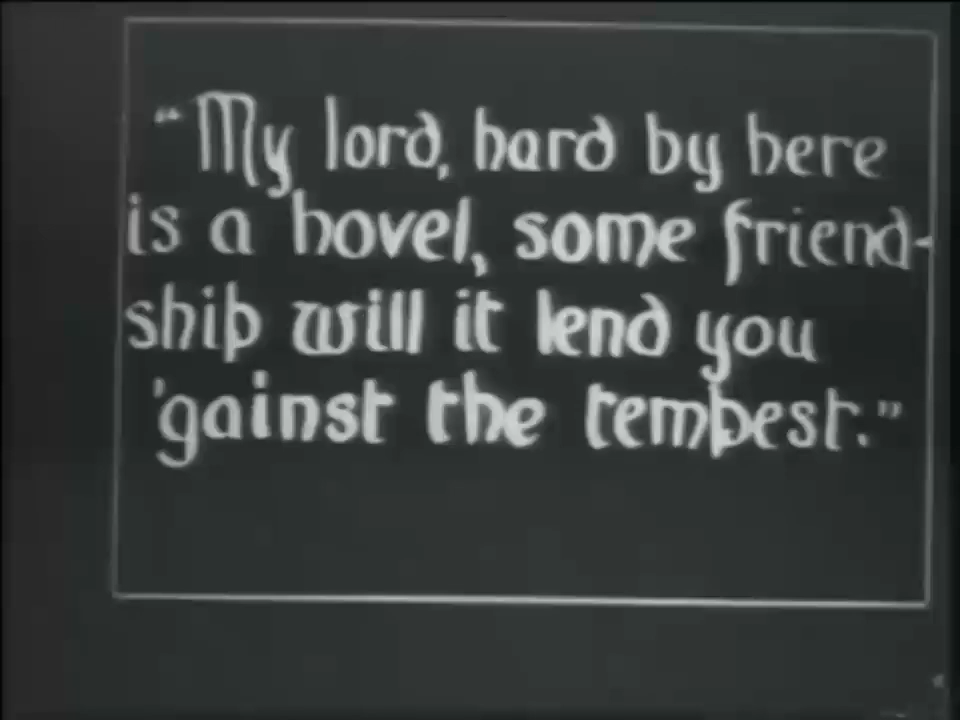 “My lord, hard by here
is a hovel, some friend-
ship will it lend you
'gainst the tempest.”